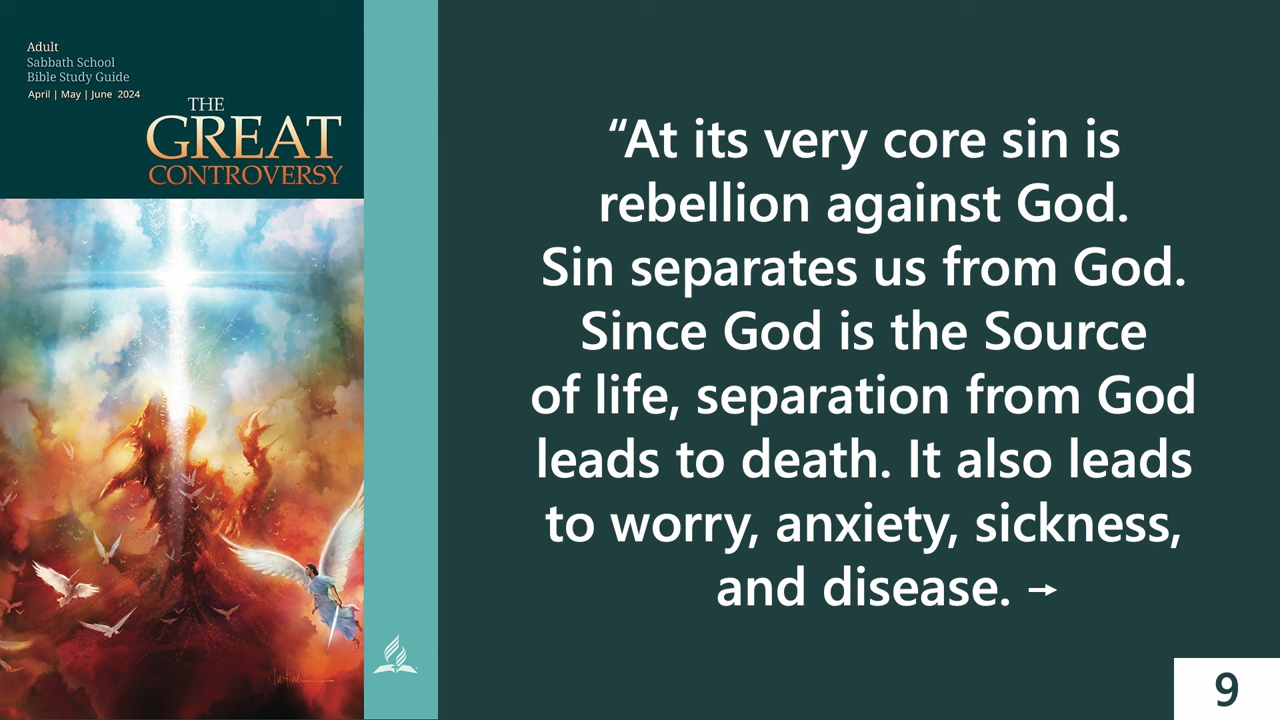 Adult
Sabbath School
Bible Study Guide
April | May | June 2024
THE
GREAT
CONTROVERSY
“At its very core sin is
rebellion against God.
Sin separates us from God.
Since God is the Source
of life, separation from God
leads to death. It also leads
to worry, anxiety, sickness,
and disease. →
9